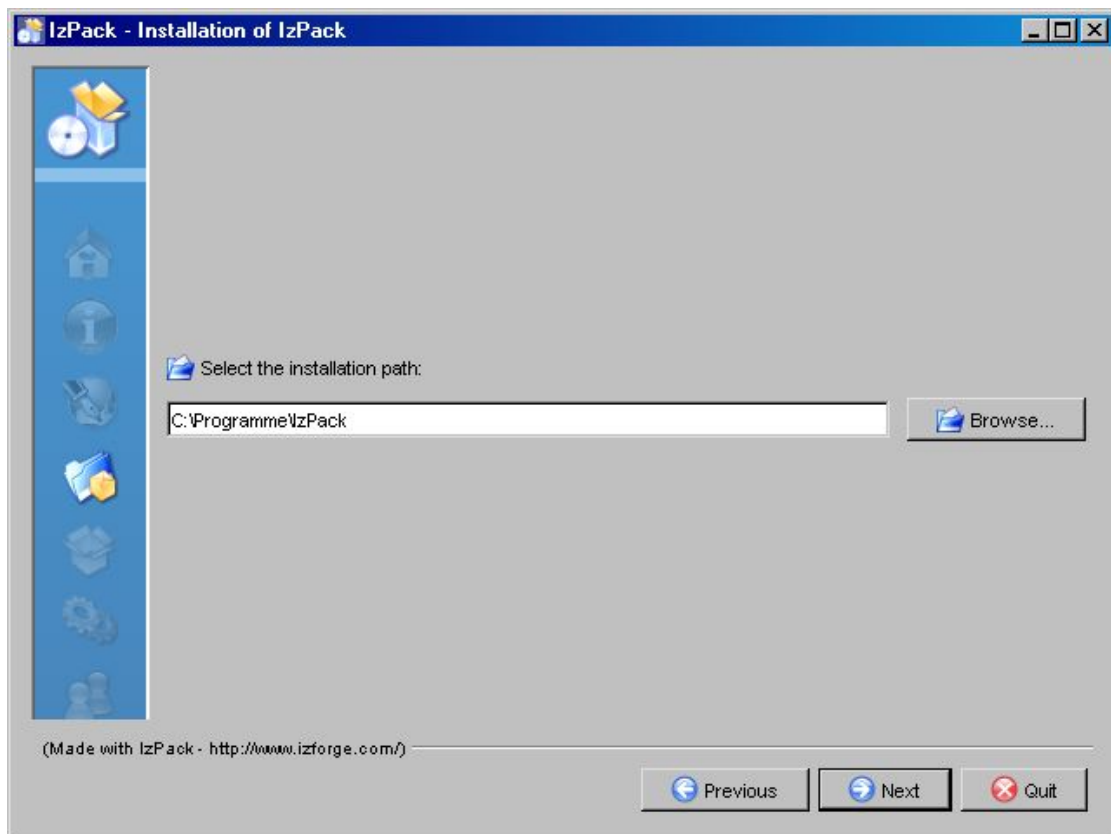 IzPack - Installation of IzPack
Select the installation path:
C:\Programme\IzPack
Browse...
(Made with IzPack - http://www.izforge.com/)
Previous
Next
Quit